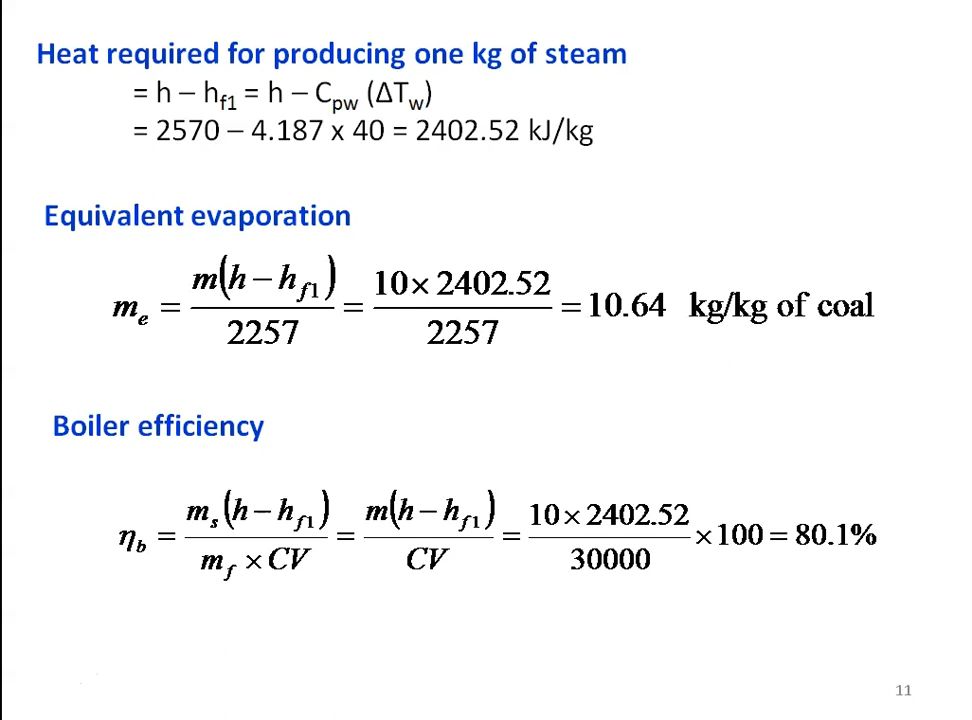 Heat required for producing one kg of steam
= h – h_f1 = h – C_pw (ΔT_w)
= 2570 – 4.187 x 40 = 2402.52 kJ/kg
Equivalent evaporation
m_e = m(h − h_f1) / 2257 = 10 × 2402.52 / 2257 = 10.64 kg/kg of coal
Boiler efficiency
η_b = m_s(h − h_f1) / m_f × CV = m(h − h_f1) / CV = 10 × 2402.52 / 30000 × 100 = 80.1%
11